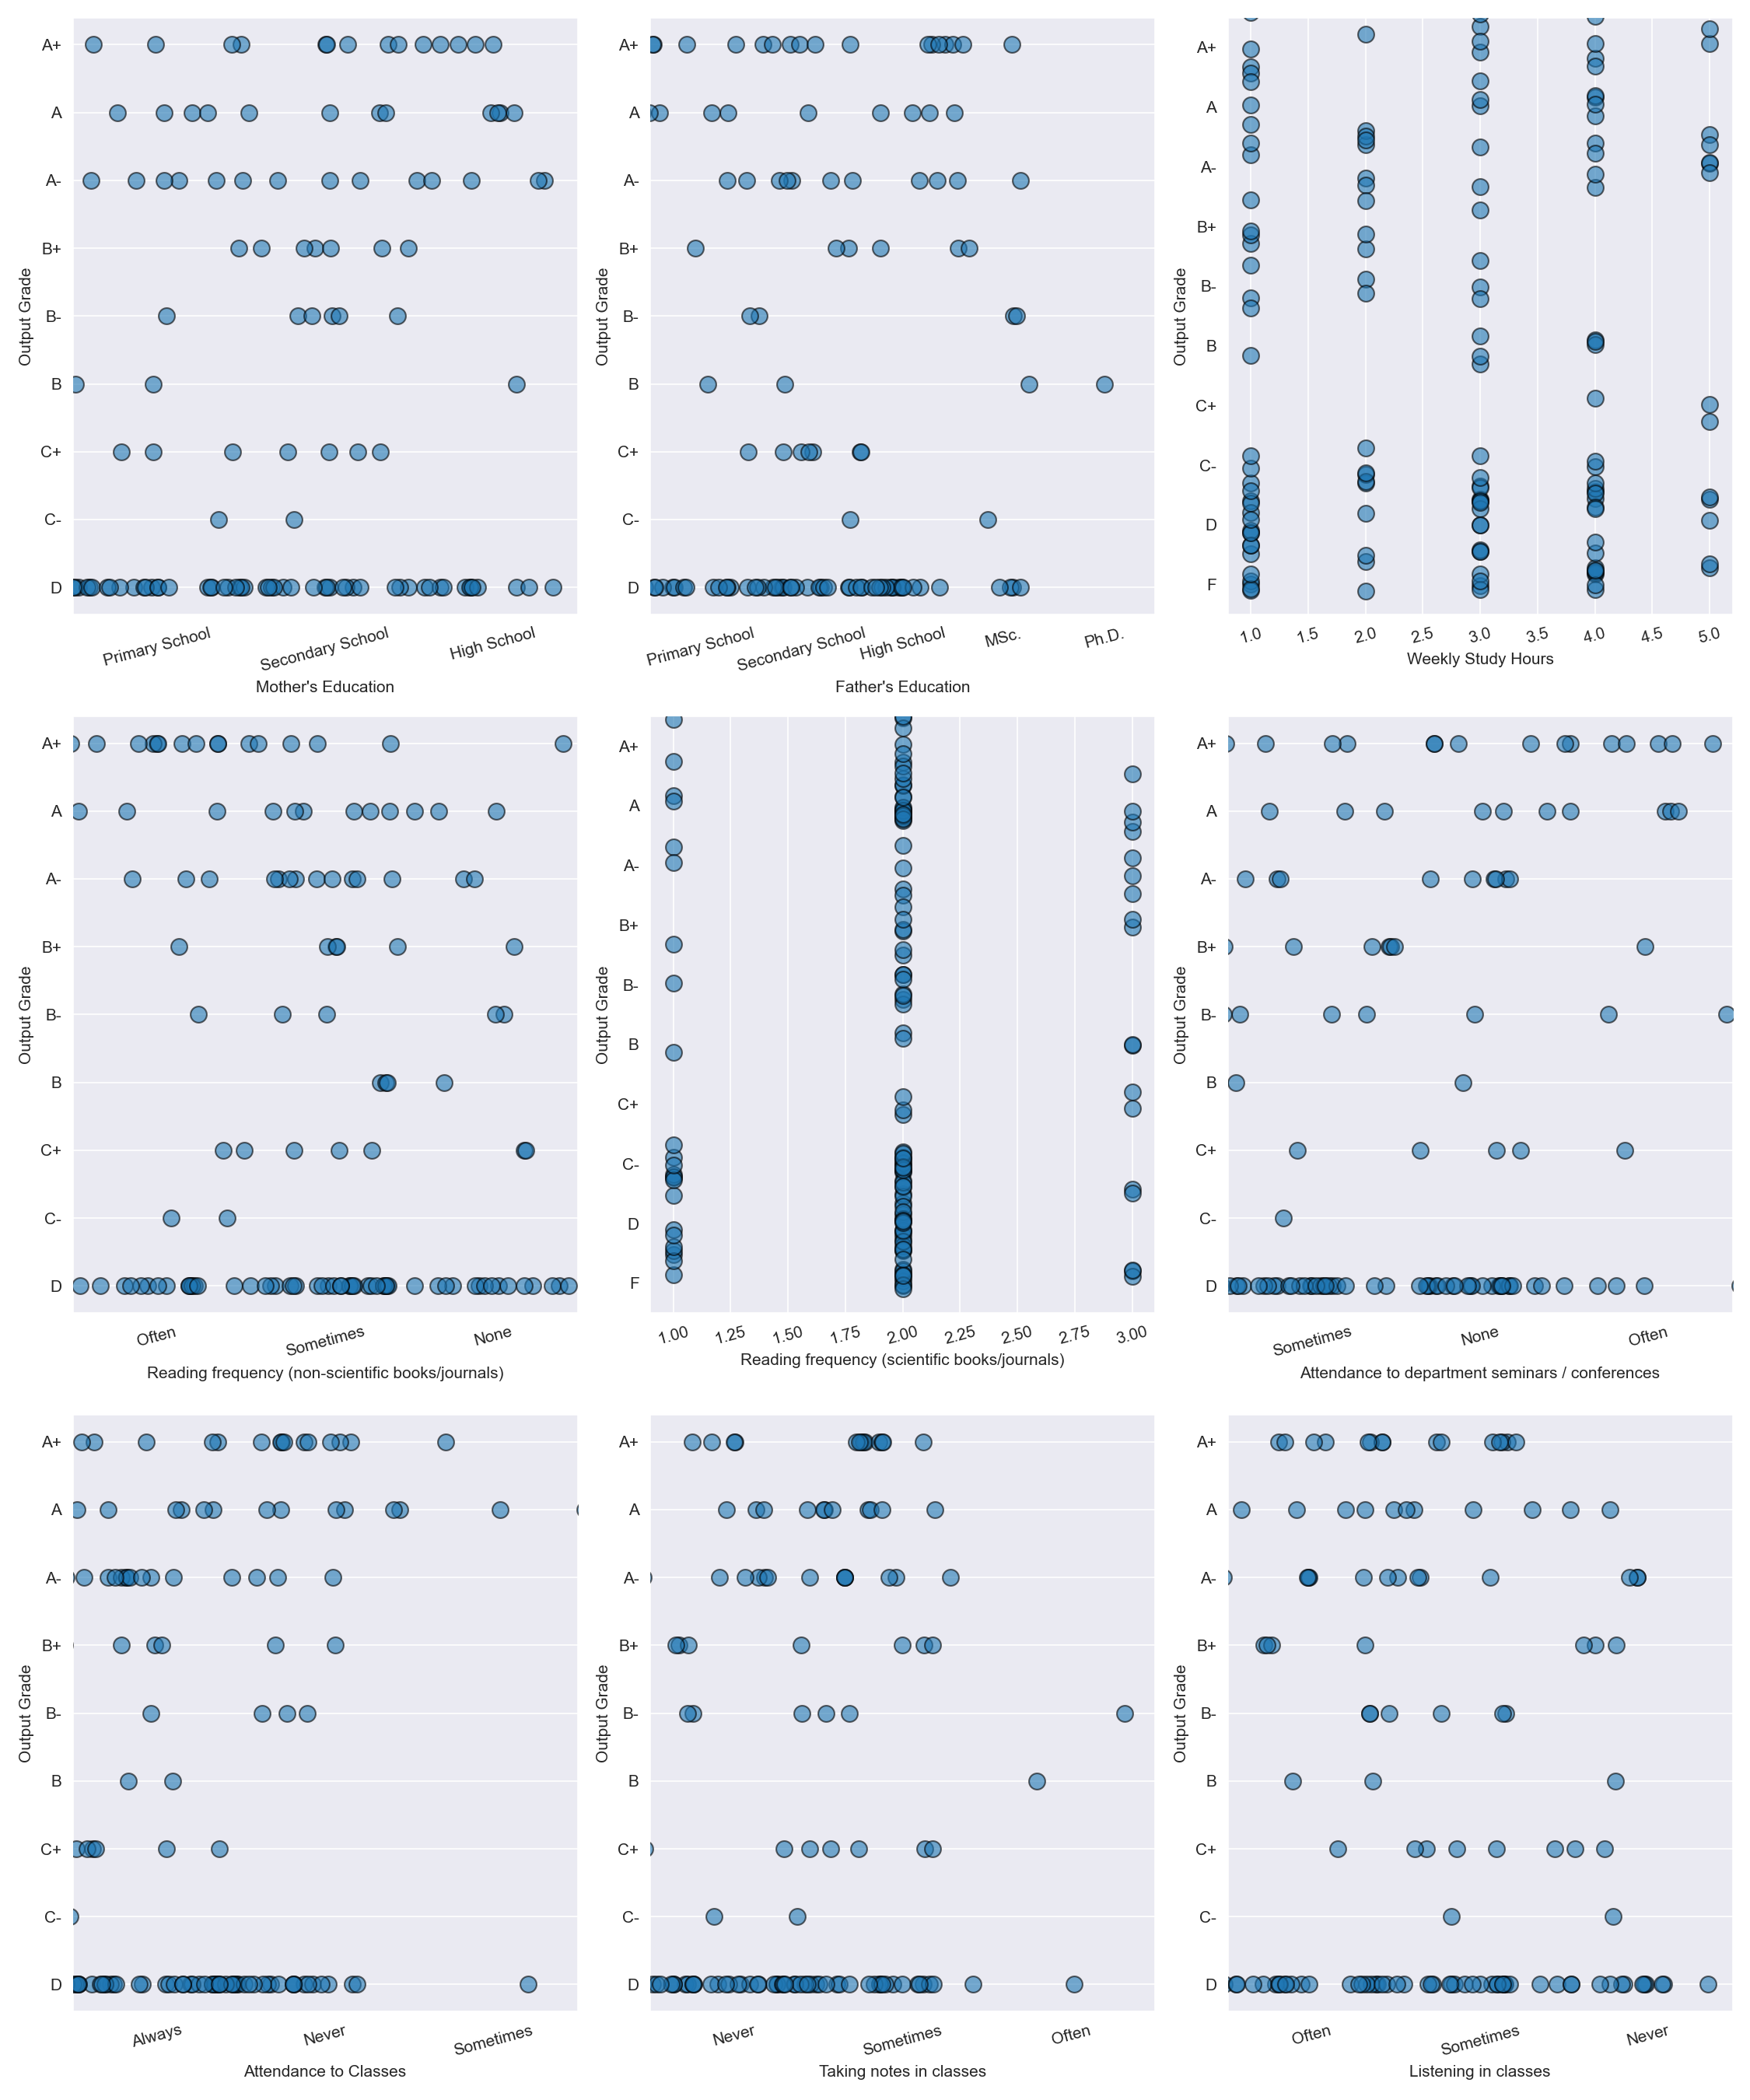 A+
A
A-
B+
B-
B
C+
C-
D
Output Grade
Primary School Secondary School High School
Mother's Education
A+
A
A-
B+
B-
B
C+
C-
D
Output Grade
Primary School Secondary School High School MSc. Ph.D.
Father's Education
A+
A
A-
B+
B-
B
C+
C-
D
F
Output Grade
1.0 1.5 2.0 2.5 3.0 3.5 4.0 4.5 5.0
Weekly Study Hours
A+
A
A-
B+
B-
B
C+
C-
D
Output Grade
Often Sometimes None
Reading frequency (non-scientific books/journals)
A+
A
A-
B+
B-
B
C+
C-
D
F
Output Grade
1.00 1.25 1.50 1.75 2.00 2.25 2.50 2.75 3.00
Reading frequency (scientific books/journals)
A+
A
A-
B+
B-
B
C+
C-
D
Output Grade
Sometimes None Often
Attendance to department seminars / conferences
A+
A
A-
B+
B-
B
C+
C-
D
Output Grade
Always Never Sometimes
Attendance to Classes
A+
A
A-
B+
B-
B
C+
C-
D
Output Grade
Never Sometimes Often
Taking notes in classes
A+
A
A-
B+
B-
B
C+
C-
D
Output Grade
Often Sometimes Never
Listening in classes